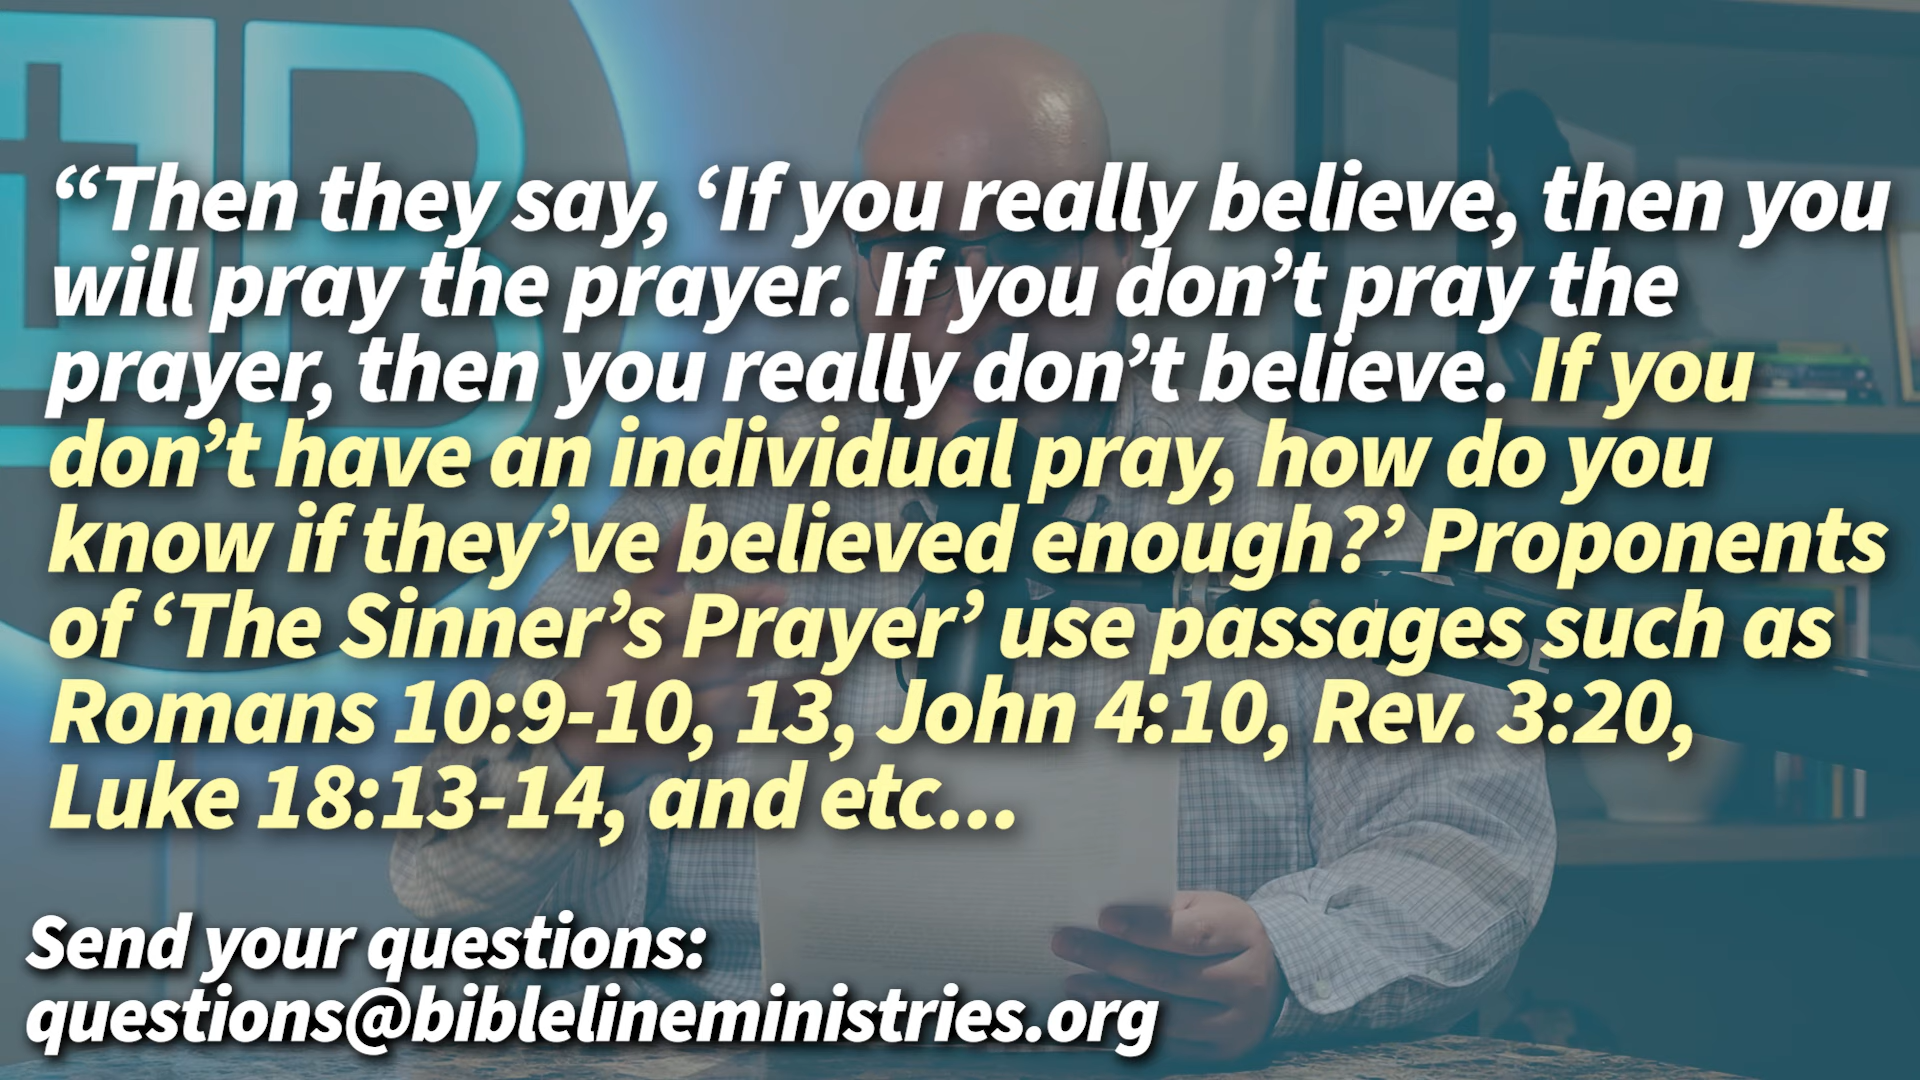 “Then they say, ‘If you really believe, then you
will pray the prayer. If you don’t pray the
prayer, then you really don’t believe. If you
don’t have an individual pray, how do you
know if they’ve believed enough?’ Proponents
of ‘The Sinner’s Prayer’ use passages such as
Romans 10:9-10, 13, John 4:10, Rev. 3:20,
Luke 18:13-14, and etc...
Send your questions:
questions@biblelineministries.org
B